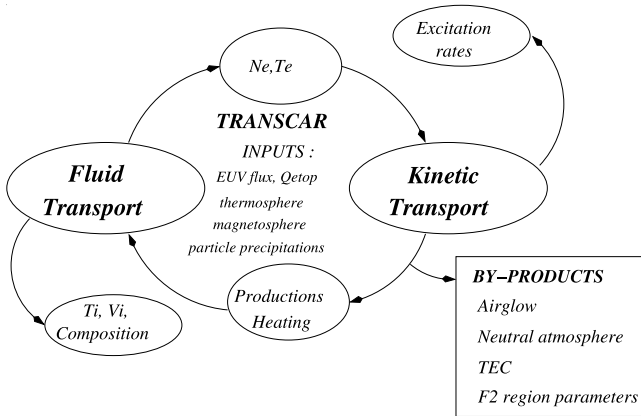 Excitation
rates
Ne,Te
TRANSCAR
INPUTS :
EUV flux, Qetop
thermosphere
magnetosphere
particle precipitations
Fluid
Transport
Kinetic
Transport
Productions
Heating
Ti, Vi,
Composition
BY–PRODUCTS
Airglow
Neutral atmosphere
TEC
F2 region parameters